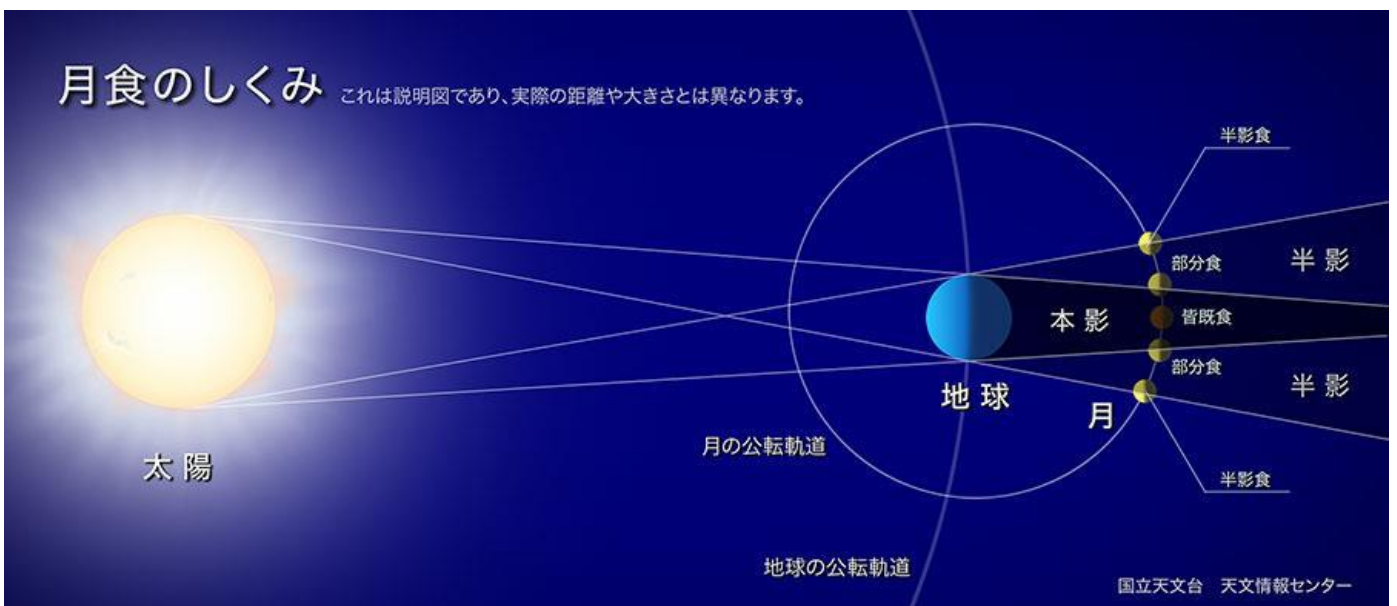 月食のしくみ これは説明図であり、実際の距離や大きさとは異なります。
半影食
部分食
半影
本影
皆既食
部分食
半影
地球
月
月の公転軌道
太陽
半影食
地球の公転軌道
国立天文台 天文情報センター